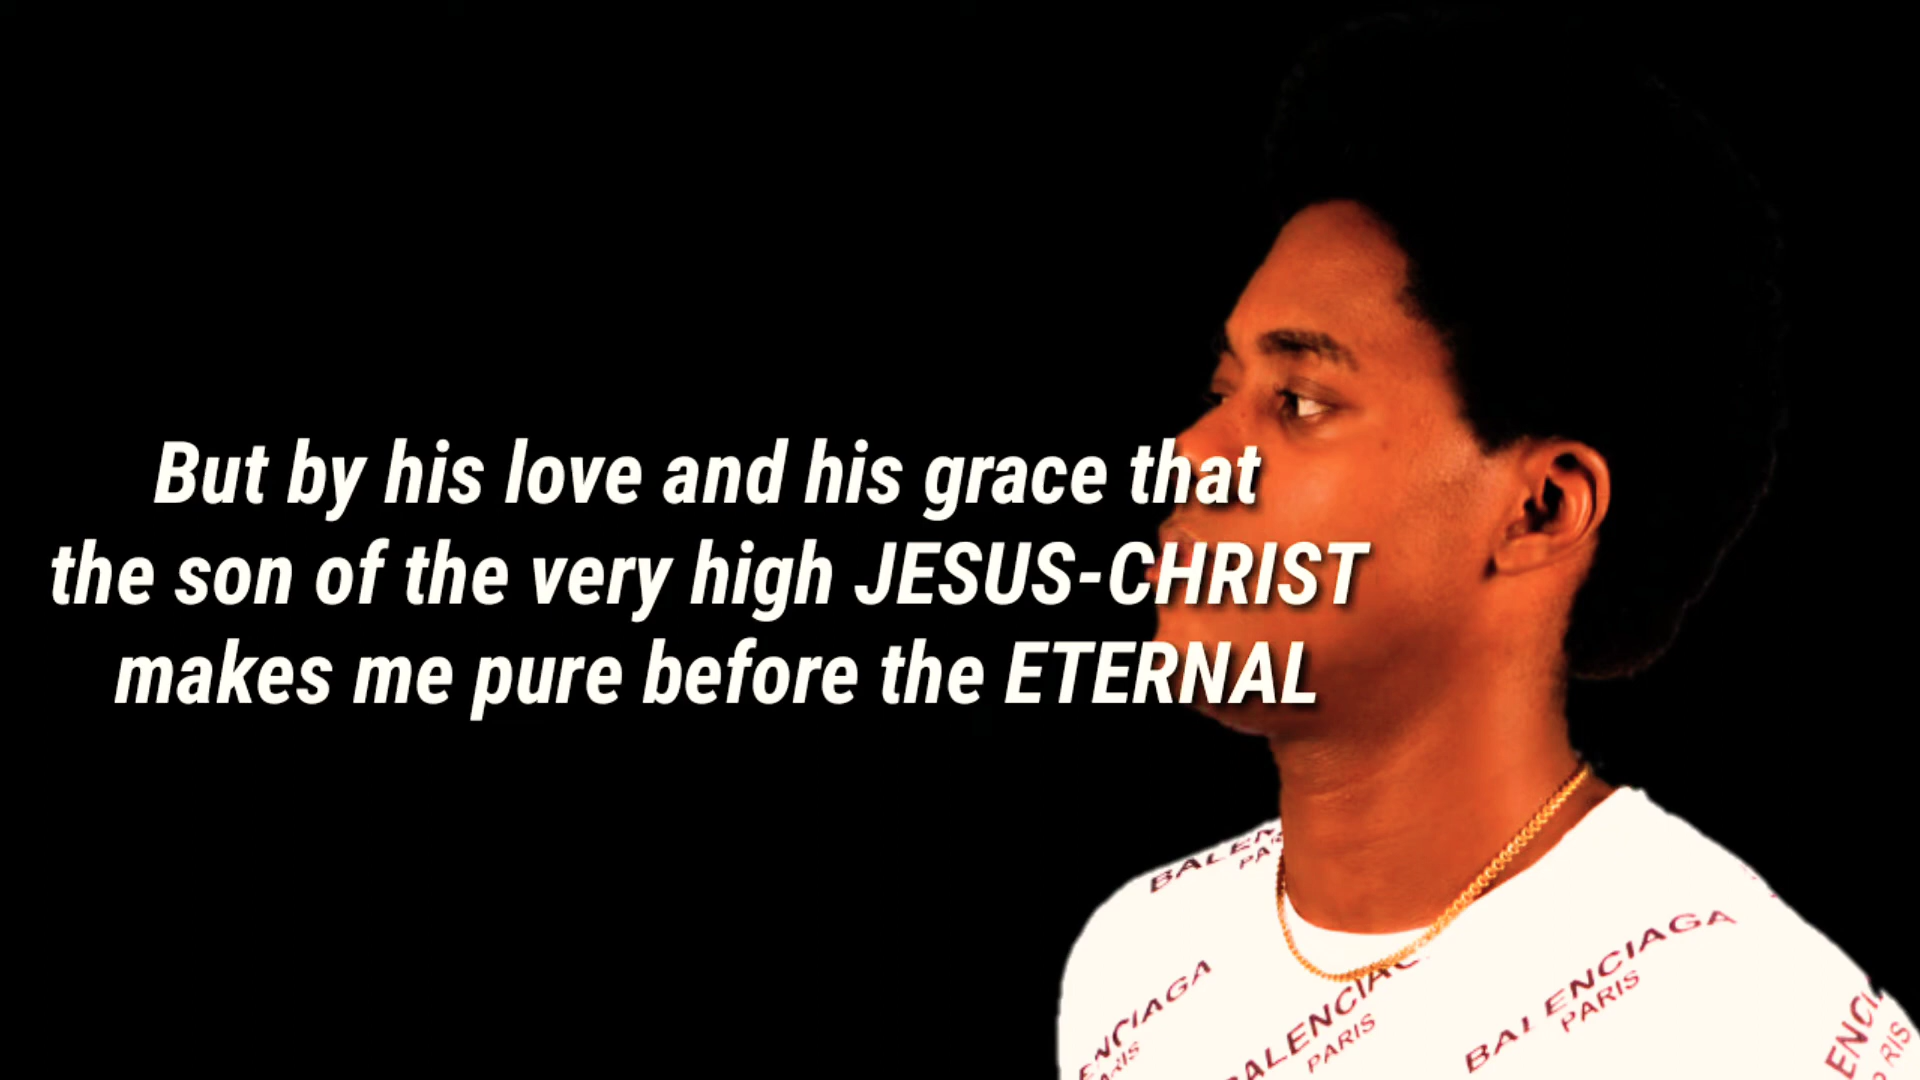 But by his love and his grace that
the son of the very high JESUS-CHRIST
makes me pure before the ETERNAL
BALENCIAGA
PARIS
BALENCIAGA
PARIS